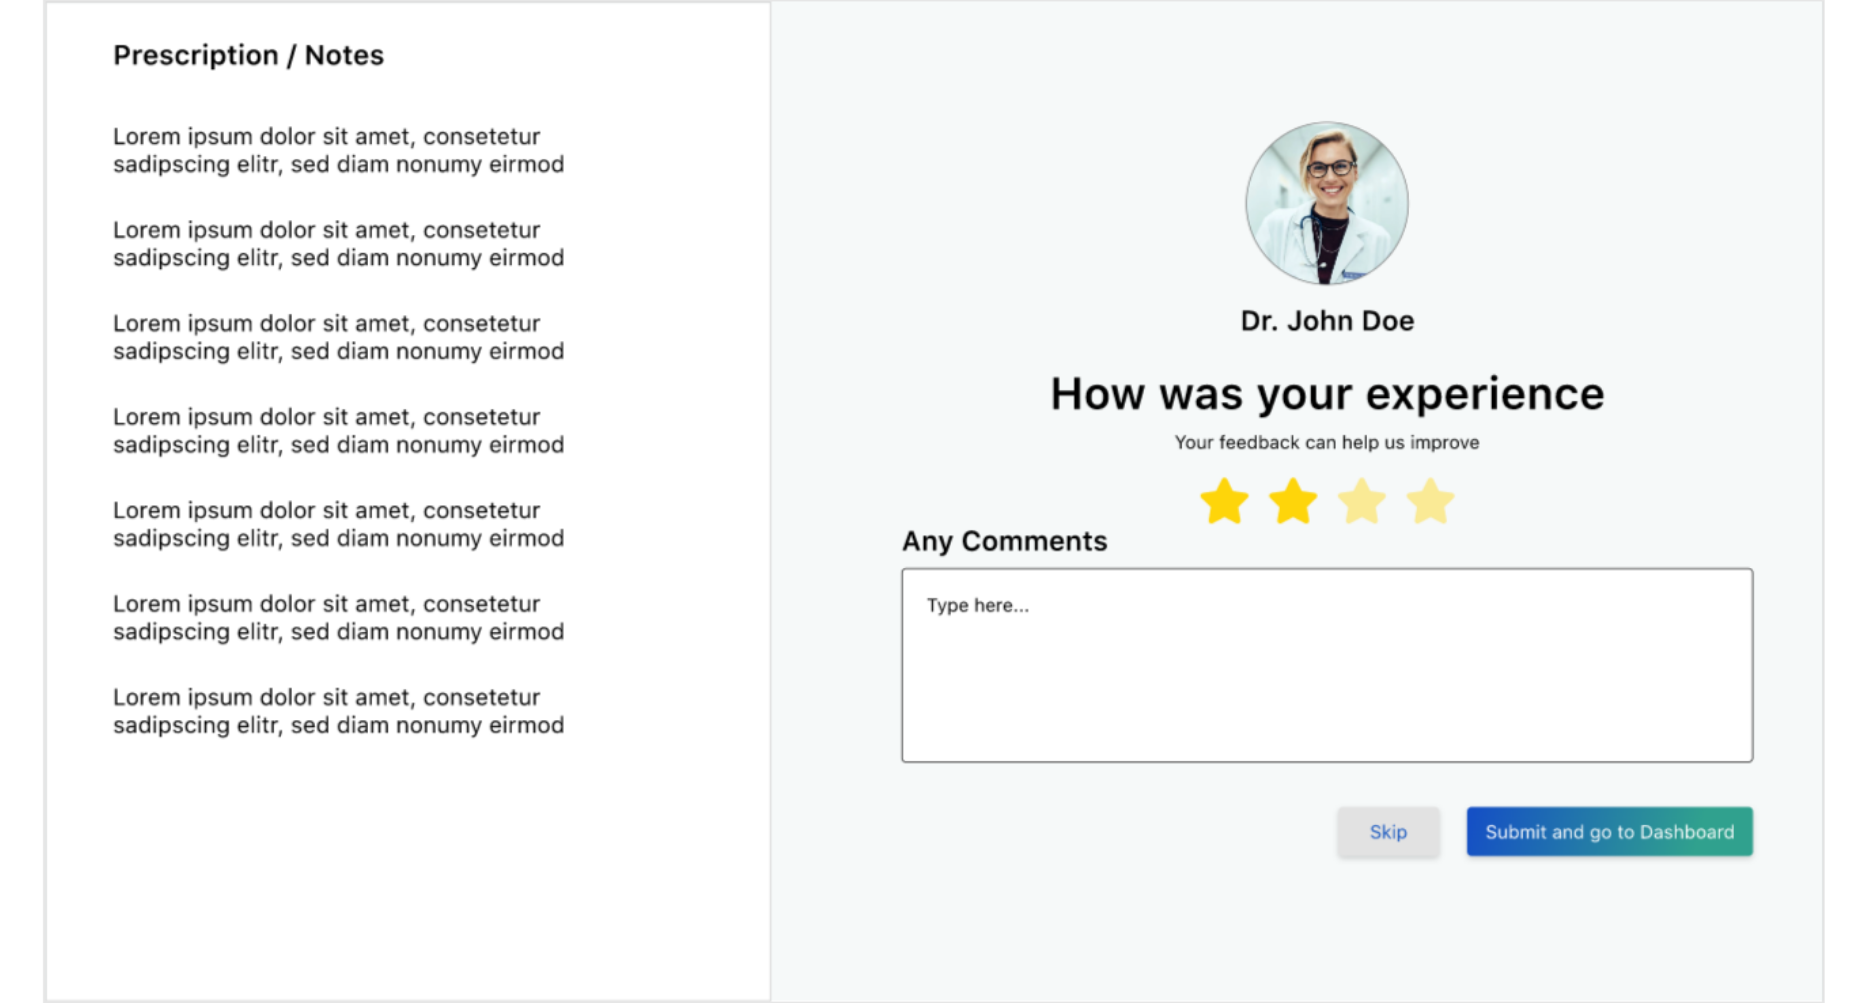 Prescription / Notes
Lorem ipsum dolor sit amet, consetetur
sadipscing elitr, sed diam nonumy eirmod
Lorem ipsum dolor sit amet, consetetur
sadipscing elitr, sed diam nonumy eirmod
Lorem ipsum dolor sit amet, consetetur
sadipscing elitr, sed diam nonumy eirmod
Lorem ipsum dolor sit amet, consetetur
sadipscing elitr, sed diam nonumy eirmod
Lorem ipsum dolor sit amet, consetetur
sadipscing elitr, sed diam nonumy eirmod
Lorem ipsum dolor sit amet, consetetur
sadipscing elitr, sed diam nonumy eirmod
Lorem ipsum dolor sit amet, consetetur
sadipscing elitr, sed diam nonumy eirmod
Dr. John Doe
How was your experience
Your feedback can help us improve
Any Comments
Type here...
Skip
Submit and go to Dashboard